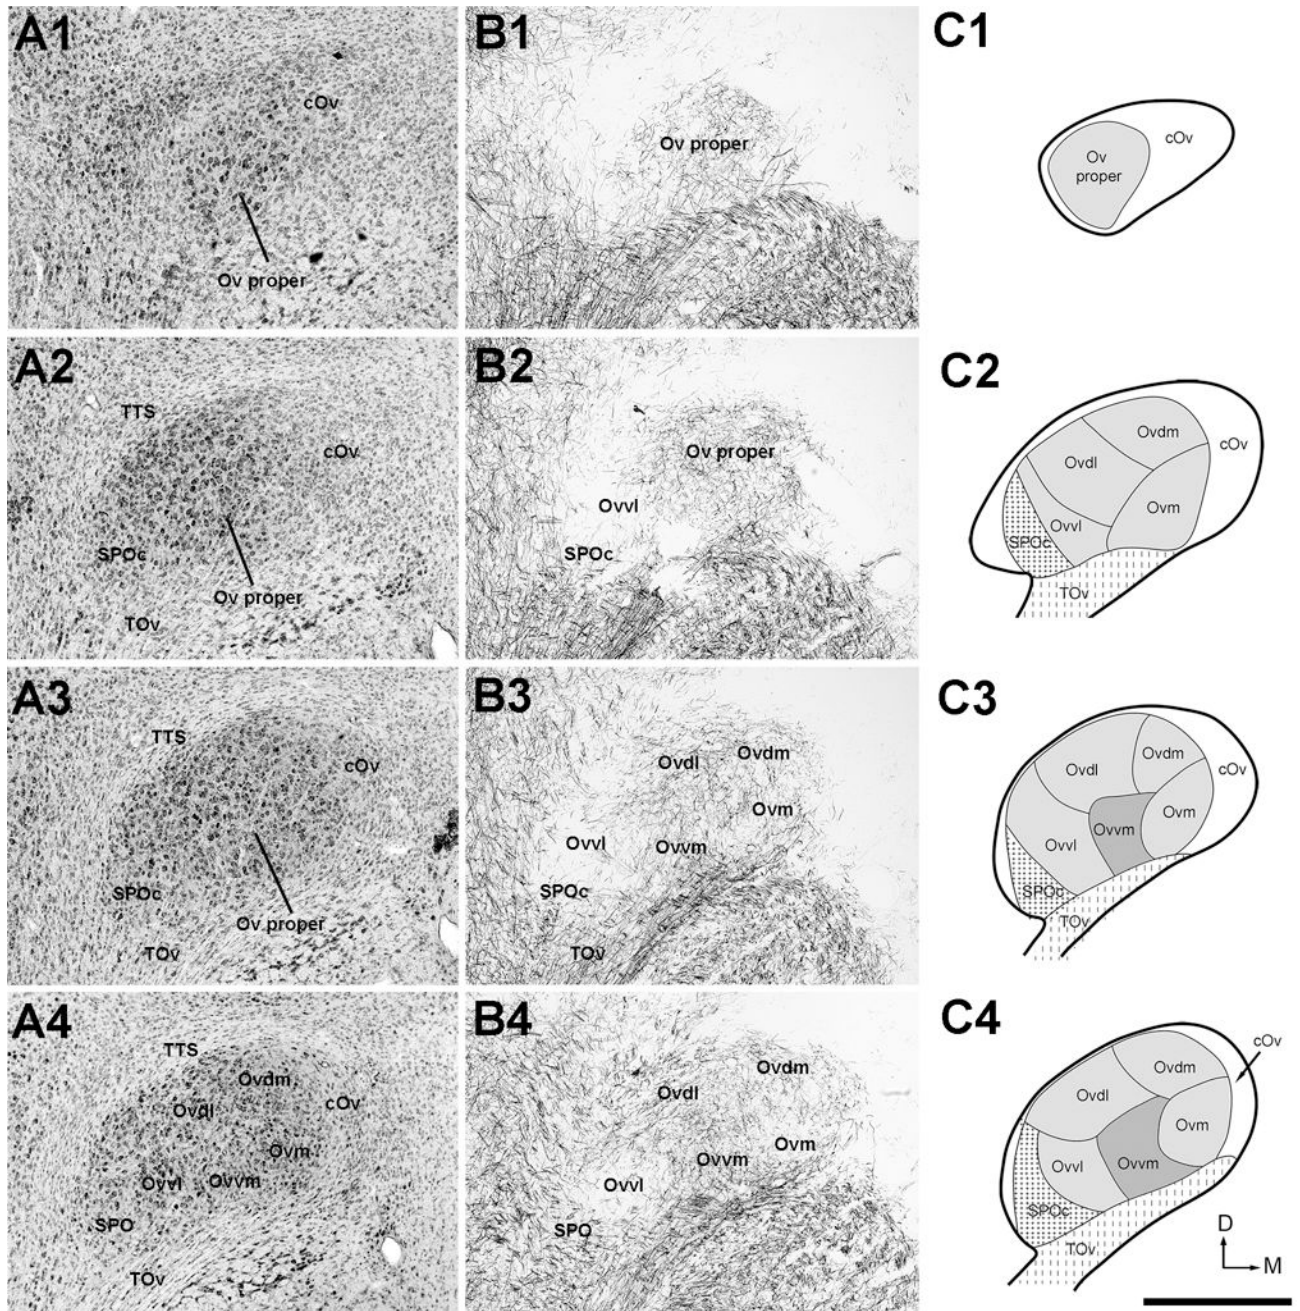 A1
cOv
Ov proper
B1
Ov proper
C1
cOv
Ov
proper
A2
TTS
cOv
SPOc
Ov proper
TOv
B2
Ov proper
Ovvl
SPOc
C2
Ovdm
cOv
Ovdl
Ovm
Ovvl
SPOc
TOv
A3
TTS
cOv
SPOc
Ov proper
TOv
B3
Ovdm
Ovdl
Ovm
Ovvl
Ovvm
SPOc
TOv
C3
Ovdm
Ovdl
cOv
Ovm
Ovvm
Ovvl
SPOc
TOv
A4
TTS
Ovdm
cOv
Ovdl
Ovm
Ovvl
Ovvm
SPO
TOv
B4
Ovdm
Ovdl
Ovm
Ovvm
Ovvl
SPO
C4
cOv
Ovdm
Ovdl
Ovm
Ovvl
Ovvm
SPOc
TOv
D
M